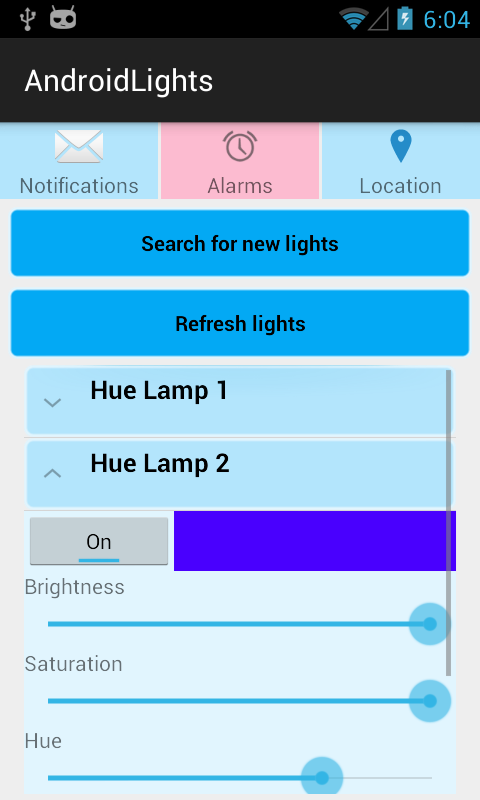 6:04
AndroidLights
Notifications
Alarms
Location
Search for new lights
Refresh lights
Hue Lamp 1
Hue Lamp 2
On
Brightness
Saturation
Hue